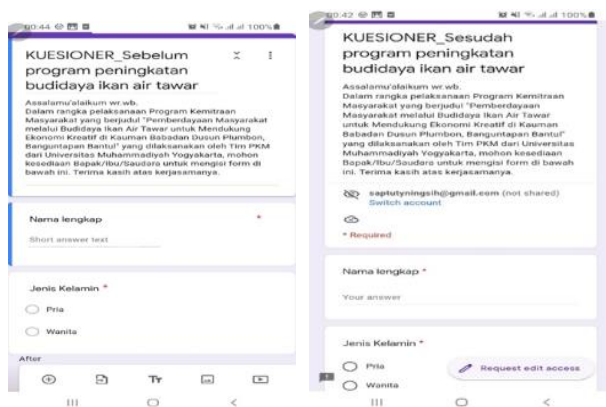 00:44
100%
KUESIONER_Sebelum
program peningkatan
budidaya ikan air tawar
Assalamu'alaikum wr.wb.
Dalam rangka pelaksanaan Program Kemitraan
Masyarakat yang berjudul "Pemberdayaan Masyarakat
melalui Budidaya Ikan Air Tawar untuk Mendukung
Ekonomi Kreatif di Kauman Babadan Dusun Plumbon,
Banguntapan Bantul" yang dilaksanakan oleh Tim PKM
dari Universitas Muhammadiyah Yogyakarta, mohon
kesediaan Bapak/Ibu/Saudara untuk mengisi form di
bawah ini. Terima kasih atas kerjasamanya.
Nama lengkap *
Short answer text
Jenis Kelamin *
Pria
Wanita
After
Tr
00:42
100%
KUESIONER_Sesudah
program peningkatan
budidaya ikan air tawar
Assalamu'alaikum wr.wb.
Dalam rangka pelaksanaan Program Kemitraan
Masyarakat yang berjudul "Pemberdayaan
Masyarakat melalui Budidaya Ikan Air Tawar
untuk Mendukung Ekonomi Kreatif di Kauman
Babadan Dusun Plumbon, Banguntapan Bantul"
yang dilaksanakan oleh Tim PKM dari Universitas
Muhammadiyah Yogyakarta, mohon kesediaan
Bapak/Ibu/Saudara untuk mengisi form di bawah
ini. Terima kasih atas kerjasamanya.
saptutyningsih@gmail.com (not shared)
Switch account
* Required
Nama lengkap *
Your answer
Jenis Kelamin *
Pria
Request edit access
Wanita